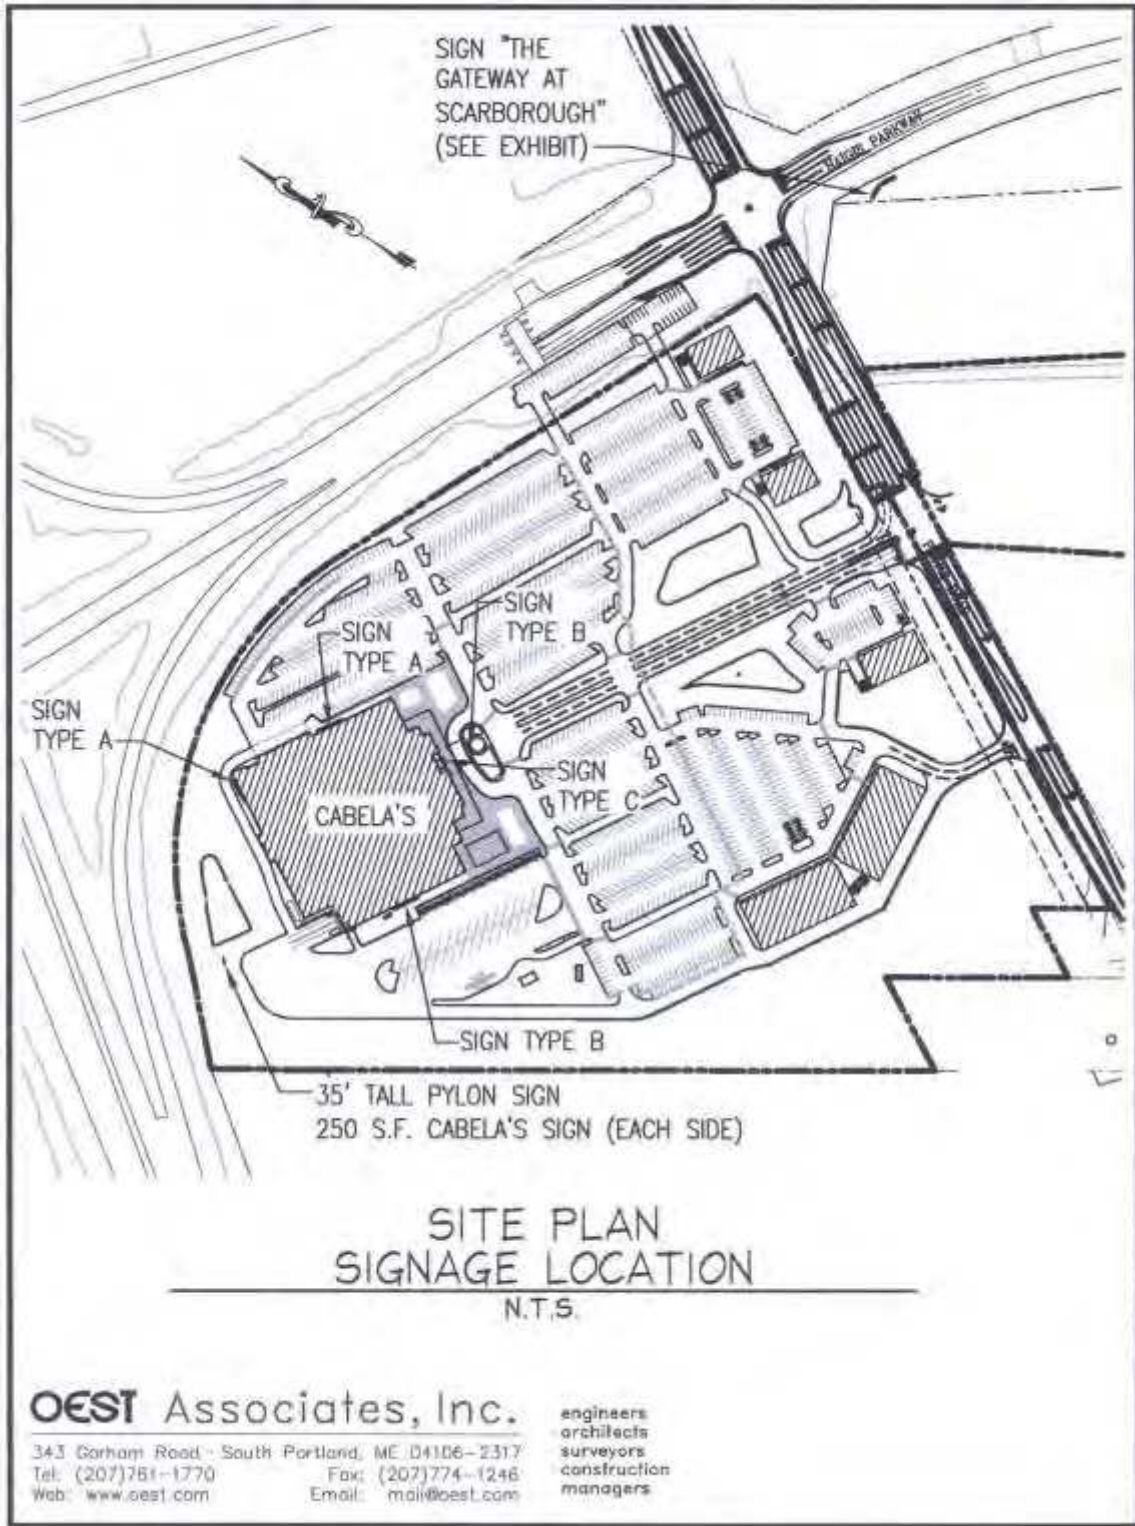 SIGN "THE
GATEWAY AT
SCARBOROUGH"
(SEE EXHIBIT)
HAIGIS PARKWAY
SIGN
TYPE B
SIGN
TYPE A
SIGN
TYPE A
SIGN
TYPE C
CABELA'S
SIGN TYPE B
35' TALL PYLON SIGN
250 S.F. CABELA'S SIGN (EACH SIDE)
SITE PLAN
SIGNAGE LOCATION
N.T.S.
OEST Associates, Inc.
343 Gorham Road - South Portland, ME 04106-2317
Tel: (207)761-1770 Fax: (207)774-1246
Web: www.oest.com Email: mail@oest.com
engineers
architects
surveyors
construction
managers